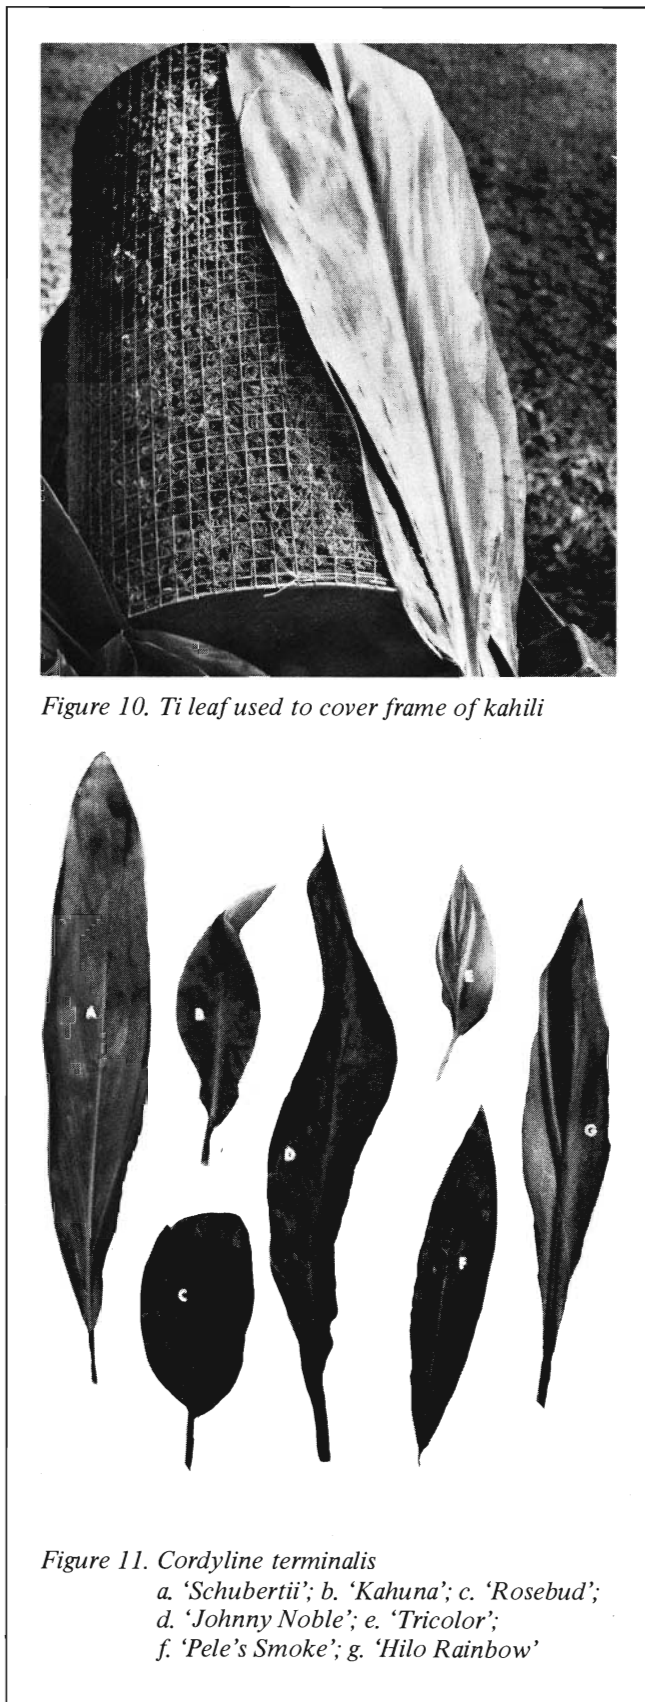 Figure 10. Ti leaf used to cover frame of kahili
A
B
C
D
E
F
G
Figure 11. Cordyline terminalis
a. ‘Schubertii’; b. ‘Kahuna’; c. ‘Rosebud’;
d. ‘Johnny Noble’; e. ‘Tricolor’;
f. ‘Pele's Smoke’; g. ‘Hilo Rainbow’